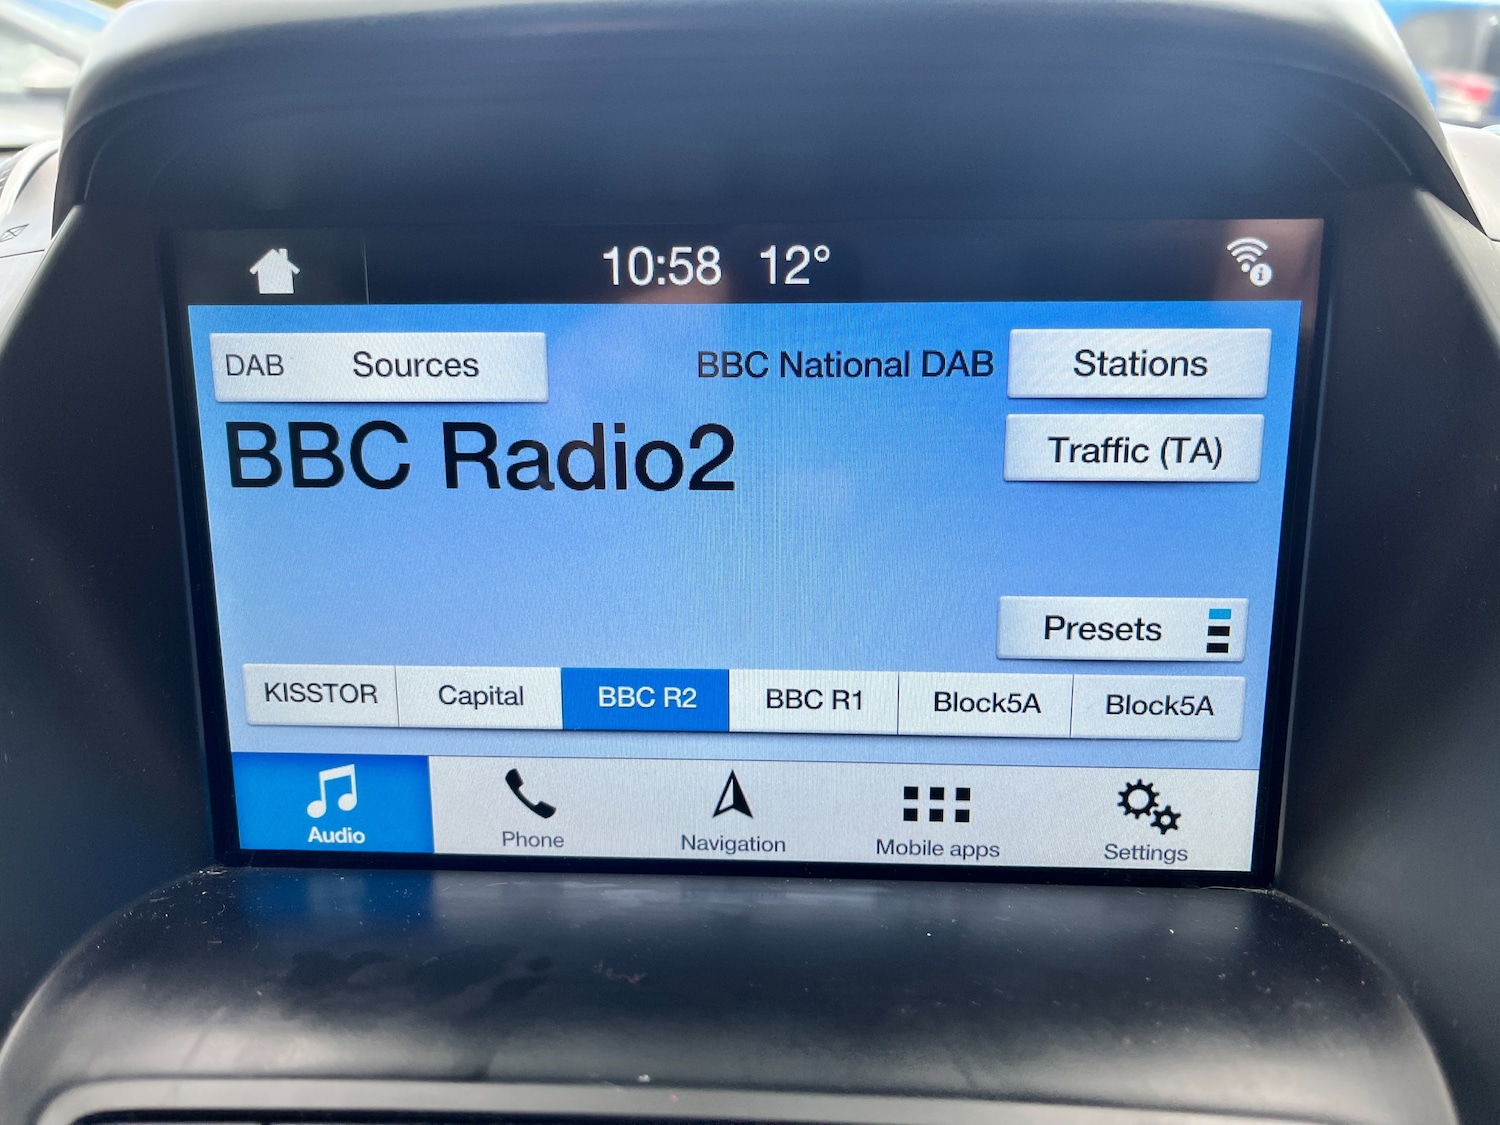 10:58 12°
DAB Sources
BBC National DAB
Stations
BBC Radio2
Traffic (TA)
Presets
KISSTOR
Capital
BBC R2
BBC R1
Block5A
Block5A
Audio
Phone
Navigation
Mobile apps
Settings